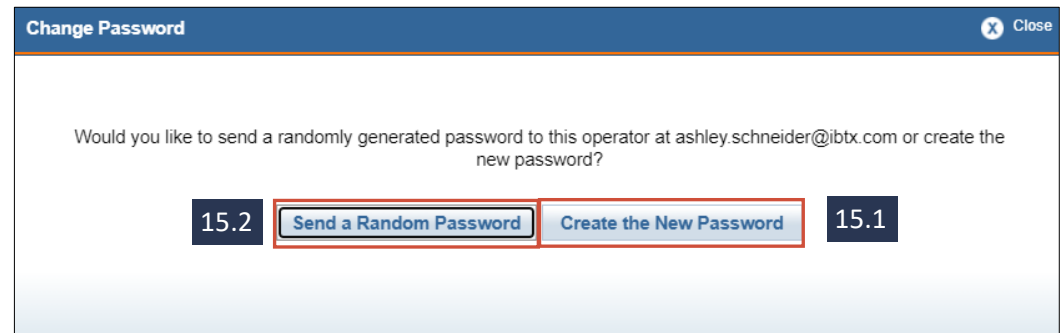 Change Password
X Close
Would you like to send a randomly generated password to this operator at ashley.schneider@ibtx.com or create the
new password?
15.2 Send a Random Password Create the New Password 15.1